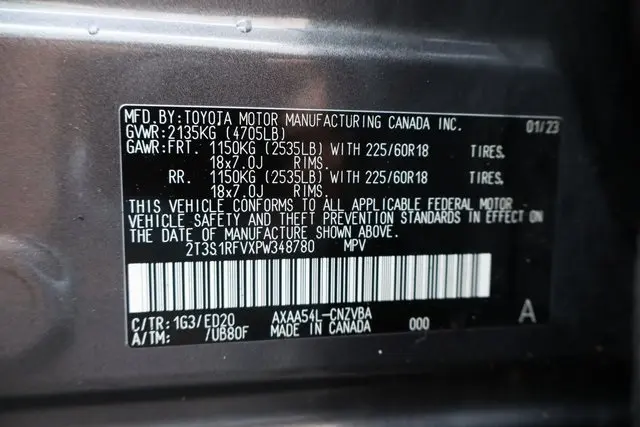 MFD.BY:TOYOTA MOTOR MANUFACTURING CANADA INC. 01/23
GVWR:2135KG (4705LB)
GAWR:FRT. 1150KG (2535LB) WITH 225/60R18 TIRES,
18x7.0J RIMS.
RR. 1150KG (2535LB) WITH 225/60R18 TIRES,
18x7.0J RIMS.
THIS VEHICLE CONFORMS TO ALL APPLICABLE FEDERAL MOTOR
VEHICLE SAFETY AND THEFT PREVENTION STANDARDS IN EFFECT ON
THE DATE OF MANUFACTURE SHOWN ABOVE.
2T3S1RFVXPW348780 MPV
C/TR:1G3/ED20 AXAA54L-CNZVBA A
A/TM: /UB80F MADE IN CANADA 000